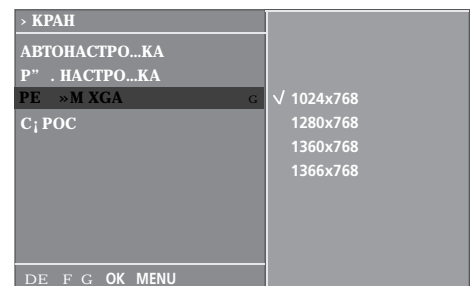 › КРАН
АВТОНАСТРО...КА
Р” . НАСТРО...КА
РЕ »М XGA G
С¡РОС
√ 1024x768
1280x768
1360x768
1366x768
DE F G OK MENU